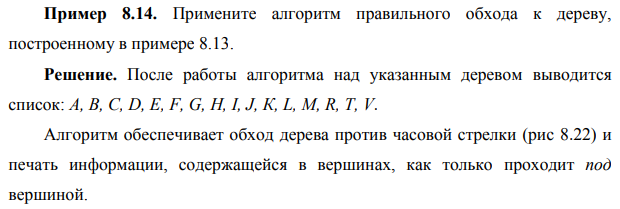 Пример 8.14. Примените алгоритм правильного обхода к дереву,
построенному в примере 8.13.
Решение. После работы алгоритма над указанным деревом выводится
список: A, B, C, D, E, F, G, H, I, J, K, L, M, R, T, V.
Алгоритм обеспечивает обход дерева против часовой стрелки (рис 8.22) и
печать информации, содержащейся в вершинах, как только проходит под
вершиной.